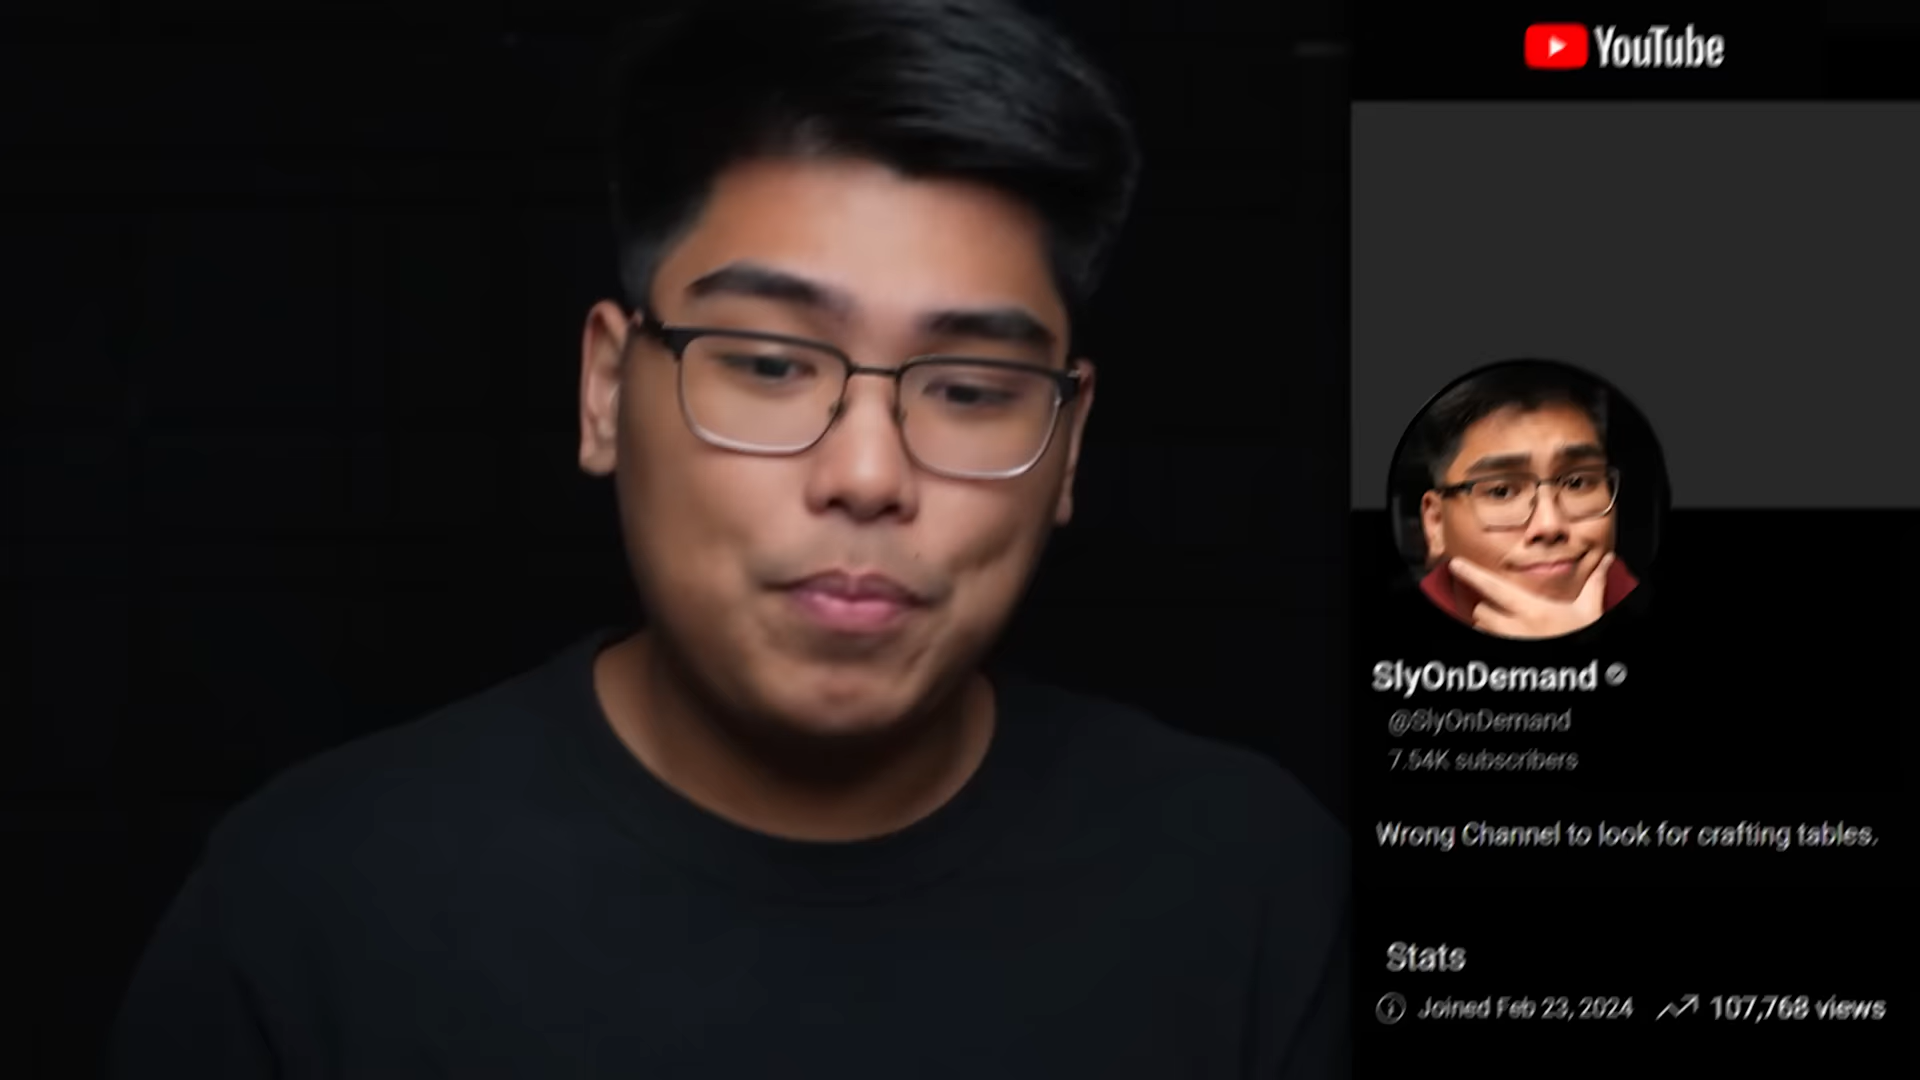 YouTube
SlyOnDemand
@SlyOnDemand
7.54K subscribers
Wrong Channel to look for crafting tables.
Stats
Joined Feb 23, 2024
107,768 views